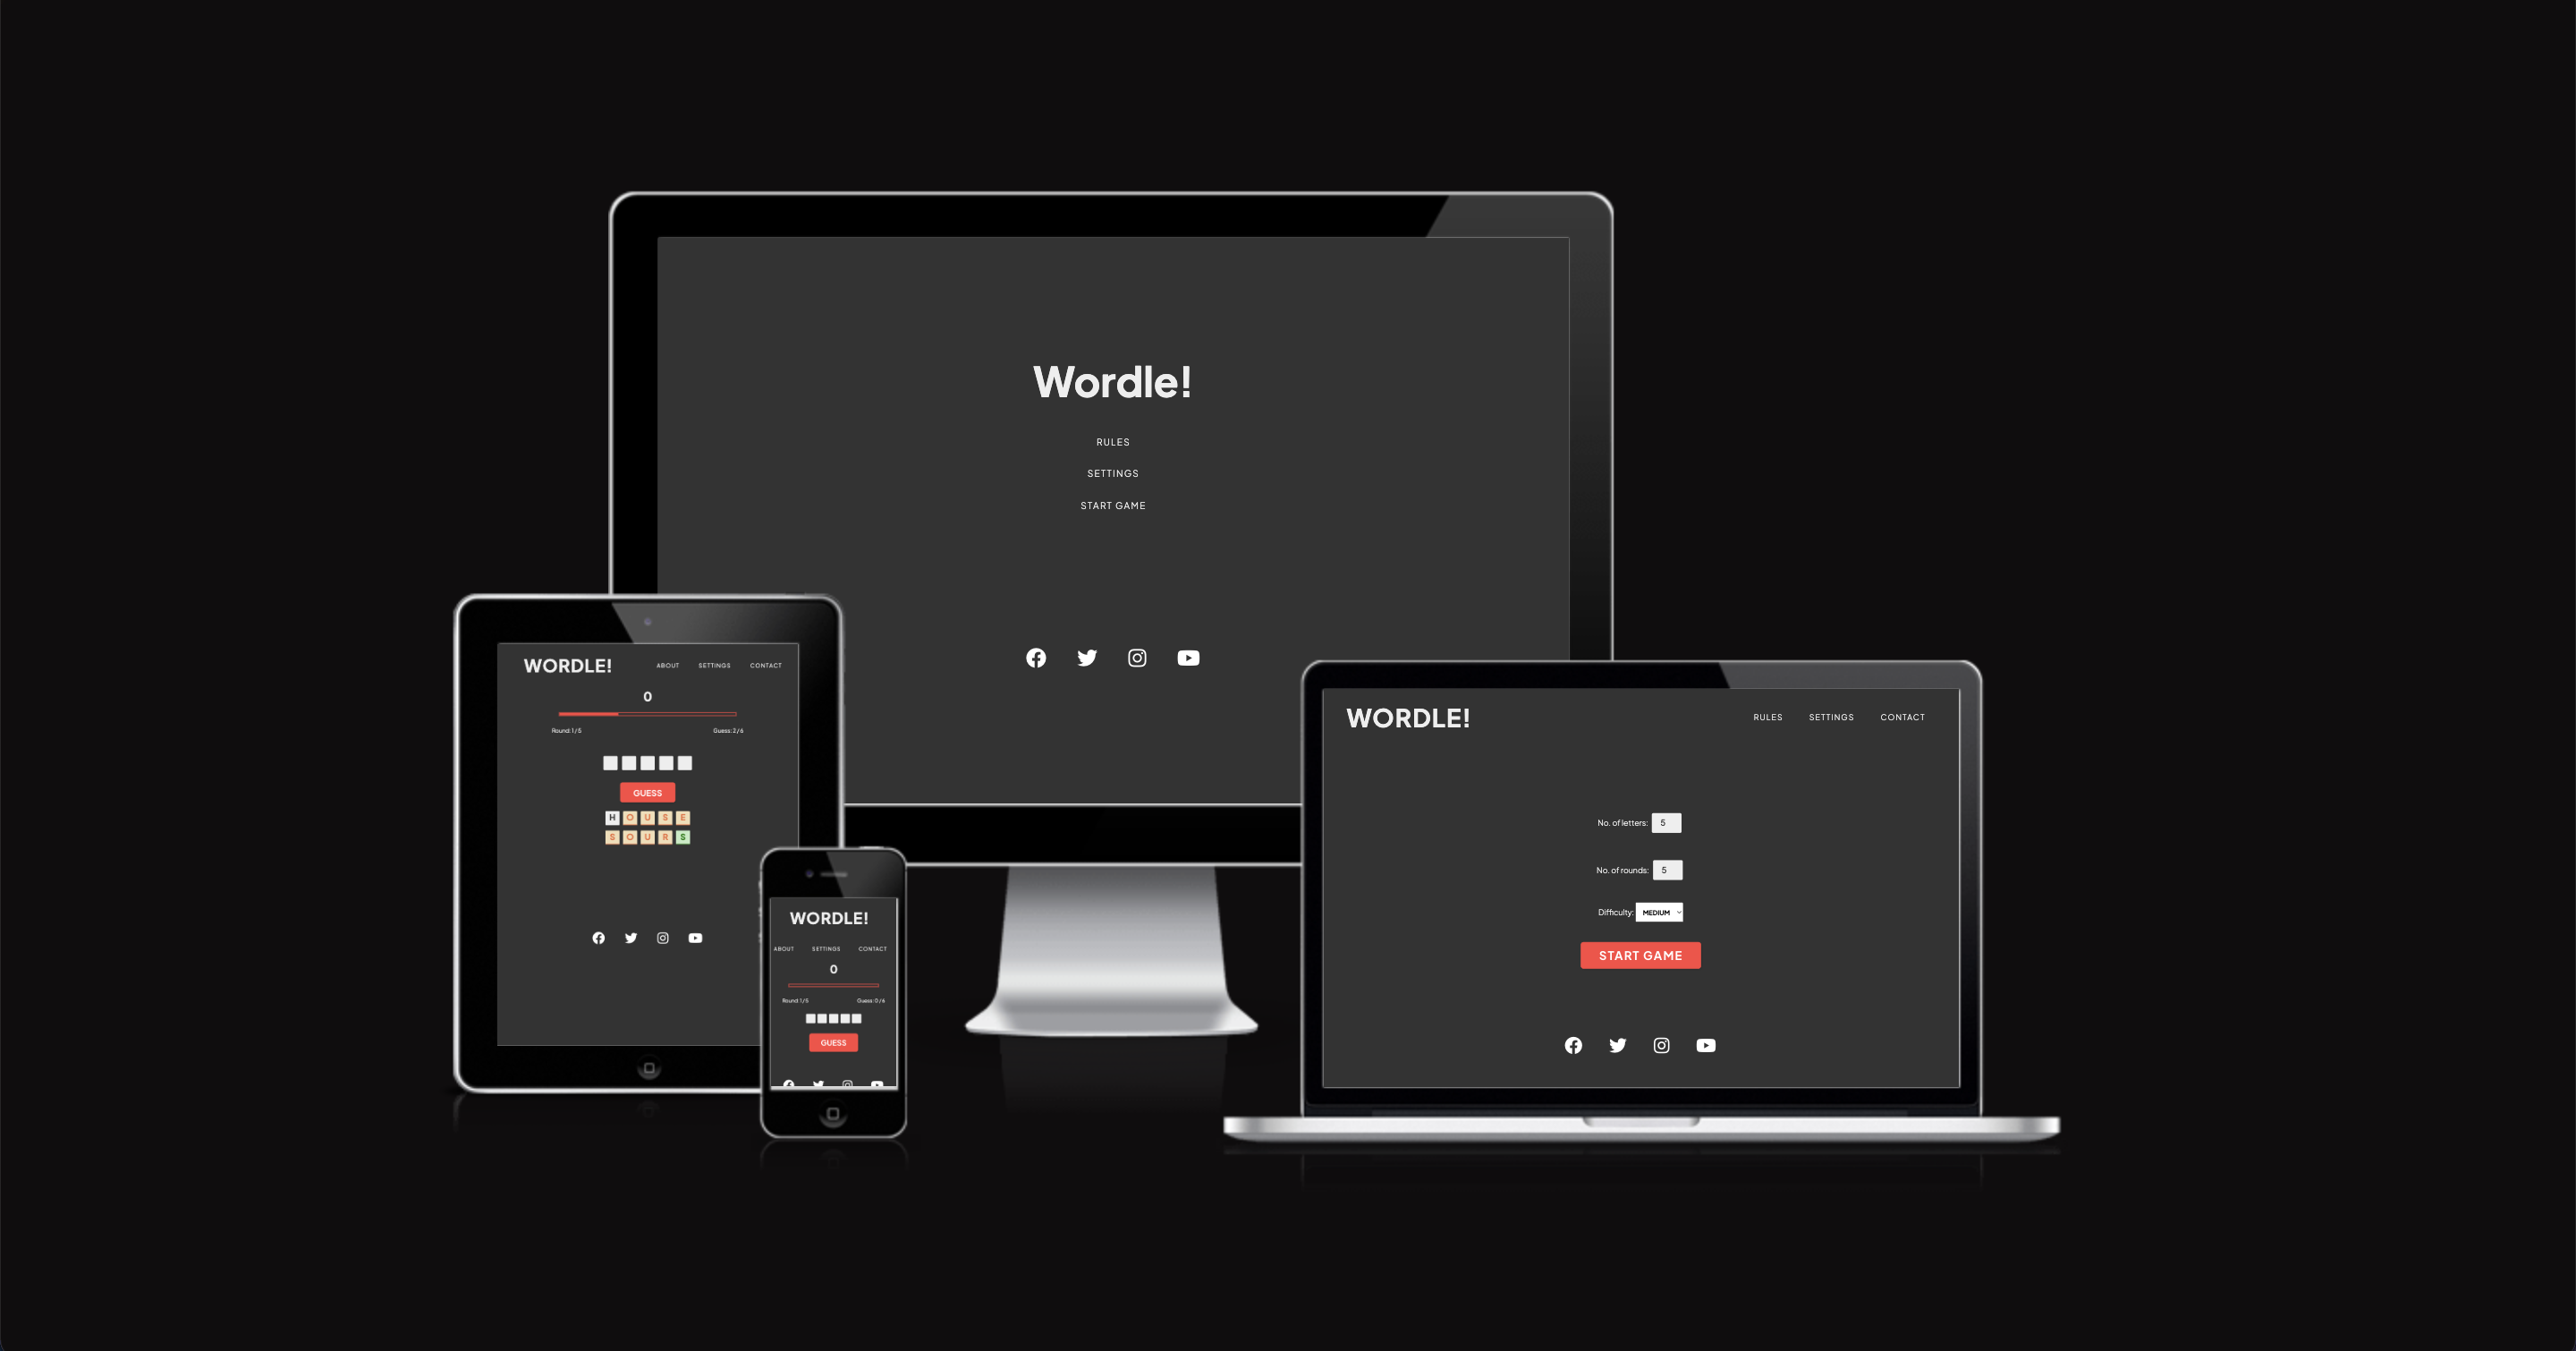 Wordle!
RULES
SETTINGS
START GAME
WORDLE!
ABOUT SETTINGS CONTACT
0
Round: 1 / 5 Guess: 2 / 6
GUESS
H O U S E
S O U R S
WORDLE!
ABOUT SETTINGS CONTACT
0
Round: 1 / 5 Guess: 0 / 6
GUESS
WORDLE!
RULES SETTINGS CONTACT
No. of letters: 5
No. of rounds: 5
Difficulty: MEDIUM
START GAME